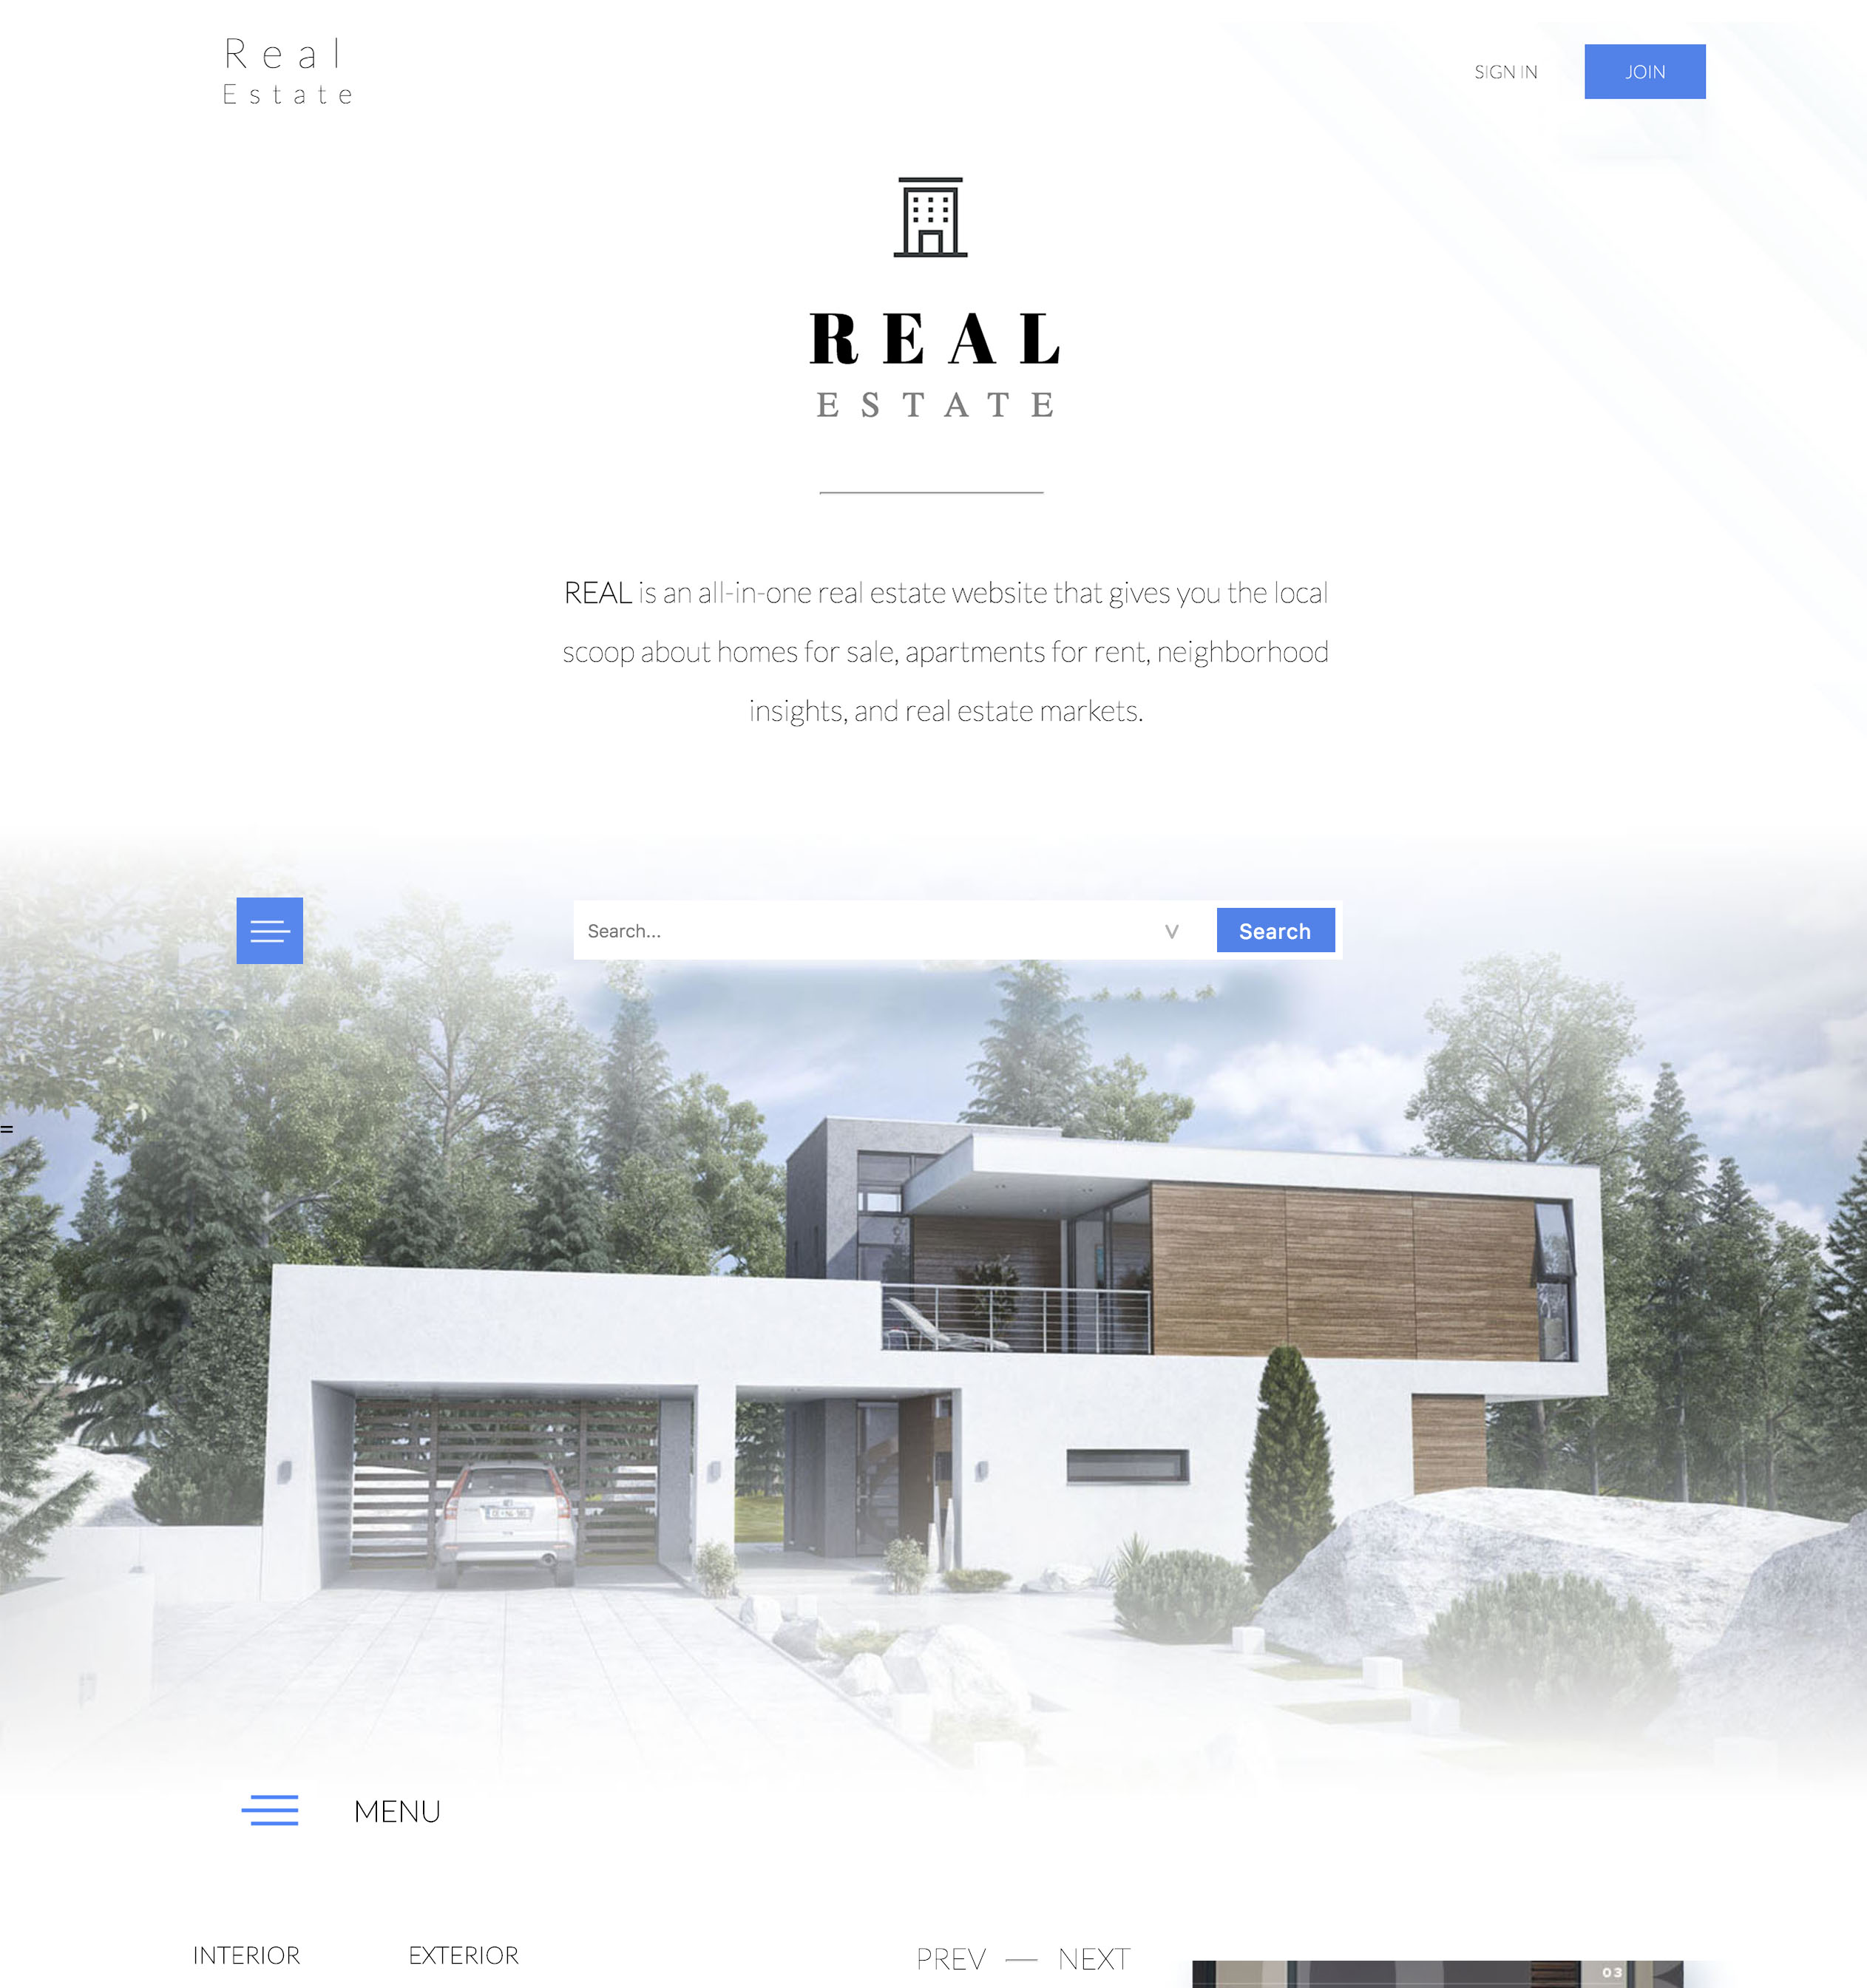 Real
Estate
SIGN IN
JOIN
REAL
ESTATE
REAL is an all-in-one real estate website that gives you the local
scoop about homes for sale, apartments for rent, neighborhood
insights, and real estate markets.
Search...
V
Search
=
MENU
INTERIOR
EXTERIOR
PREV — NEXT
03